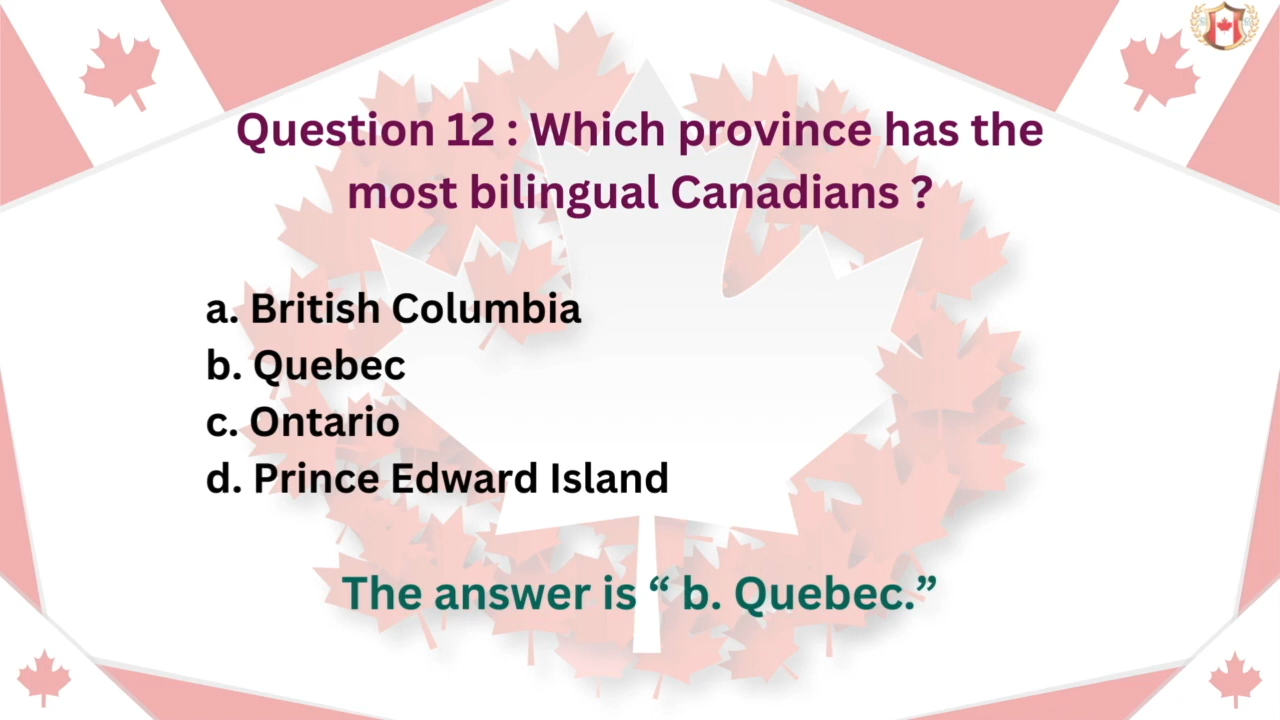 Question 12 : Which province has the
most bilingual Canadians ?
a. British Columbia
b. Quebec
c. Ontario
d. Prince Edward Island
The answer is “ b. Quebec.”